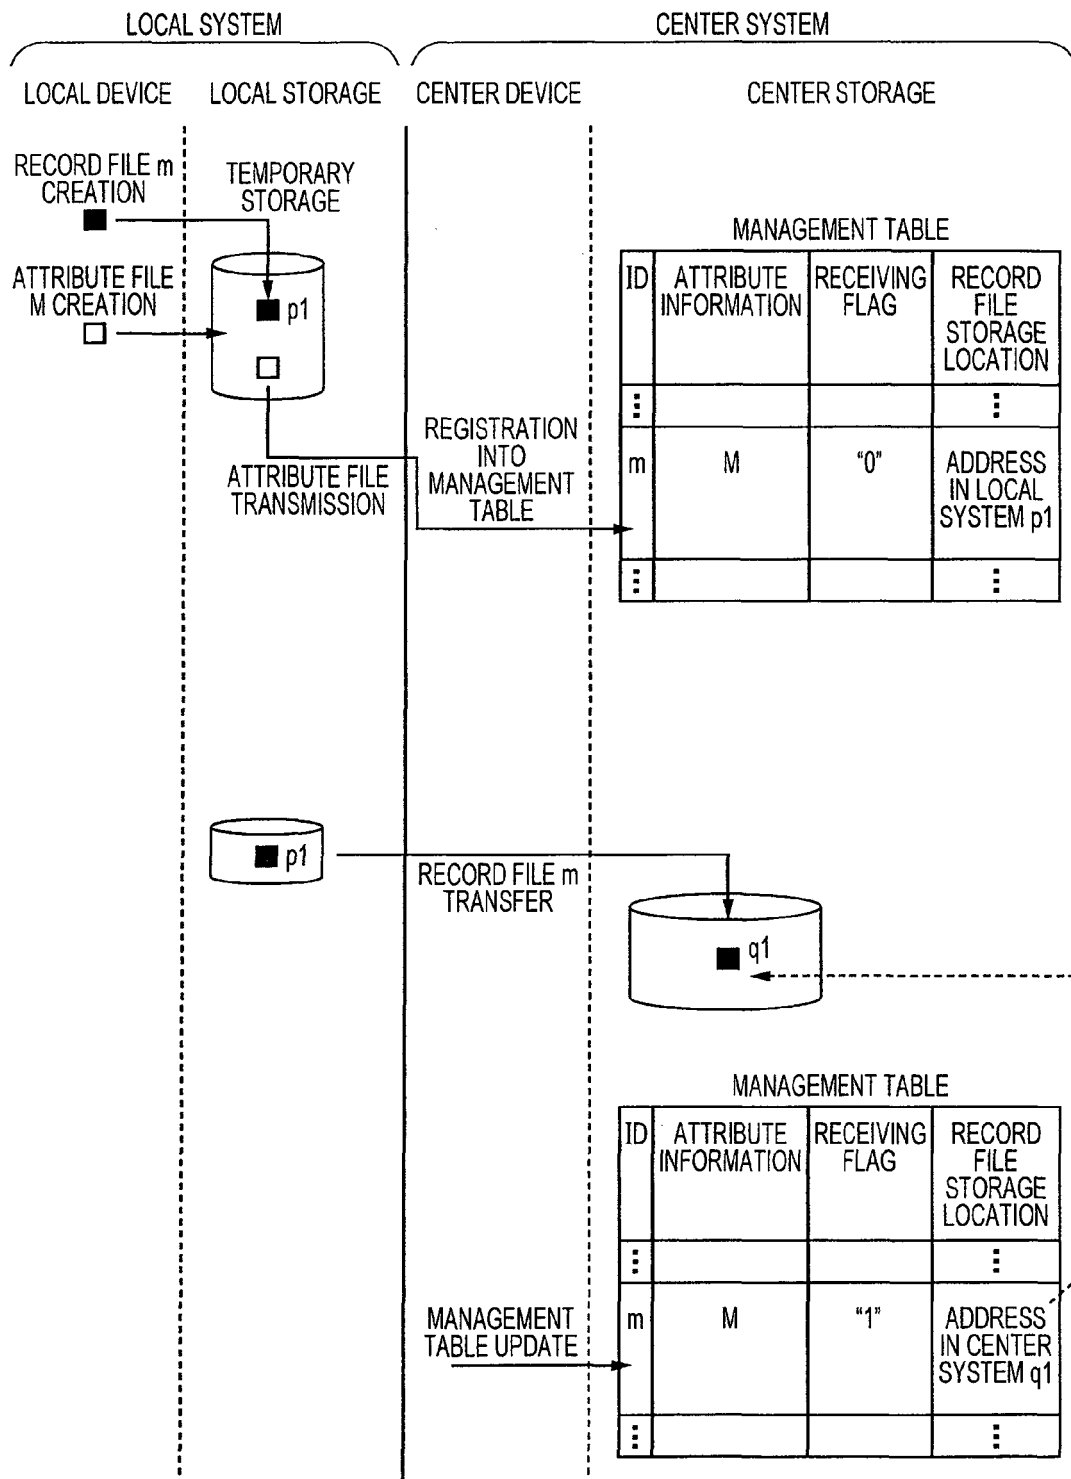 LOCAL SYSTEM
CENTER SYSTEM
LOCAL DEVICE
LOCAL STORAGE
CENTER DEVICE
CENTER STORAGE
RECORD FILE m
CREATION
TEMPORARY
STORAGE
ATTRIBUTE FILE
M CREATION
p1
ATTRIBUTE FILE
TRANSMISSION
REGISTRATION
INTO
MANAGEMENT
TABLE
MANAGEMENT TABLE
ID
ATTRIBUTE
INFORMATION
RECEIVING
FLAG
RECORD
FILE
STORAGE
LOCATION
m
M
“0”
ADDRESS
IN LOCAL
SYSTEM p1
p1
RECORD FILE m
TRANSFER
q1
MANAGEMENT TABLE
ID
ATTRIBUTE
INFORMATION
RECEIVING
FLAG
RECORD
FILE
STORAGE
LOCATION
MANAGEMENT
TABLE UPDATE
m
M
“1”
ADDRESS
IN CENTER
SYSTEM q1